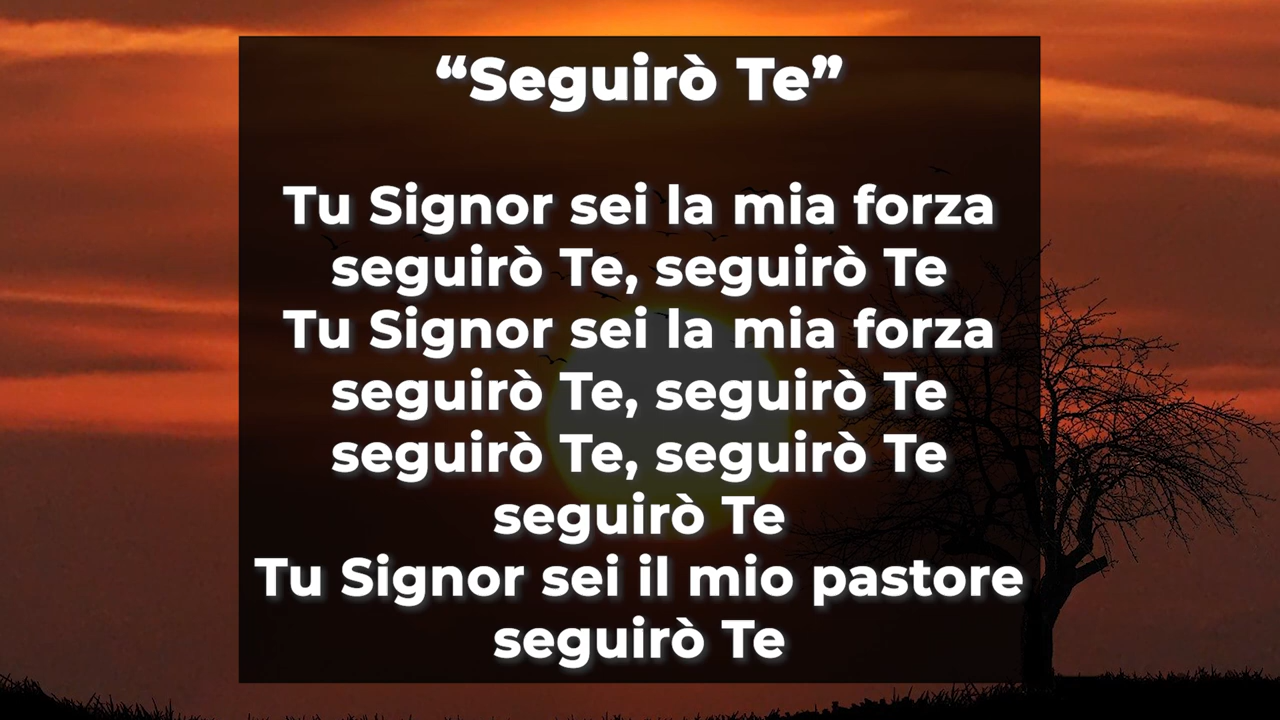 “Seguirò Te”
Tu Signor sei la mia forza
seguirò Te, seguirò Te
Tu Signor sei la mia forza
seguirò Te, seguirò Te
seguirò Te, seguirò Te
seguirò Te
Tu Signor sei il mio pastore
seguirò Te